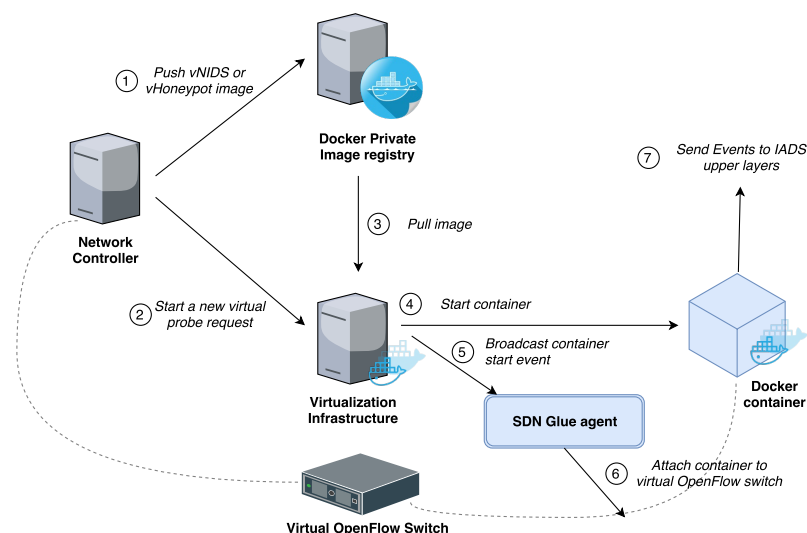 1
Push vNIDS or
vHoneypot image
Docker Private
Image registry
7
Send Events to IADS
upper layers
Network
Controller
3
Pull image
2
Start a new virtual
probe request
4
Start container
5
Broadcast container
start event
Virtualization
Infrastructure
Docker
container
SDN Glue agent
6
Attach container to
virtual OpenFlow switch
Virtual OpenFlow Switch